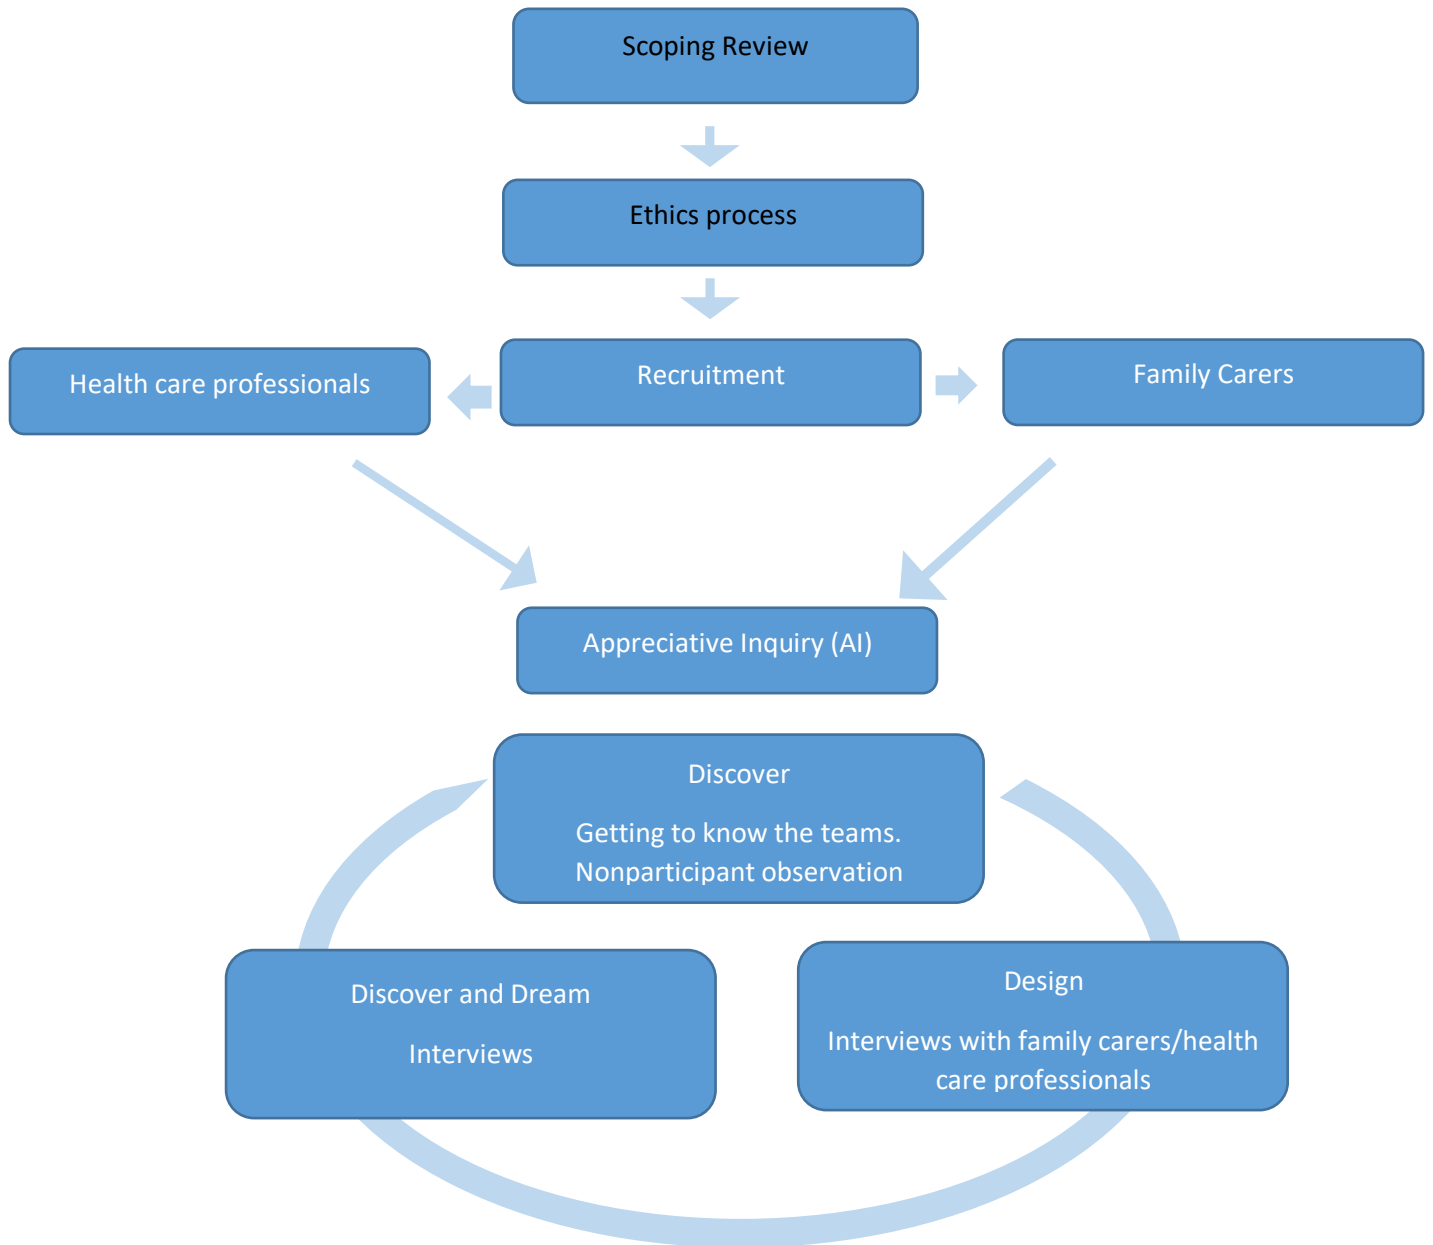 Scoping Review
Ethics process
Health care professionals
Recruitment
Family Carers
Appreciative Inquiry (AI)
Discover
Getting to know the teams.
Nonparticipant observation
Discover and Dream
Interviews
Design
Interviews with family carers/health
care professionals